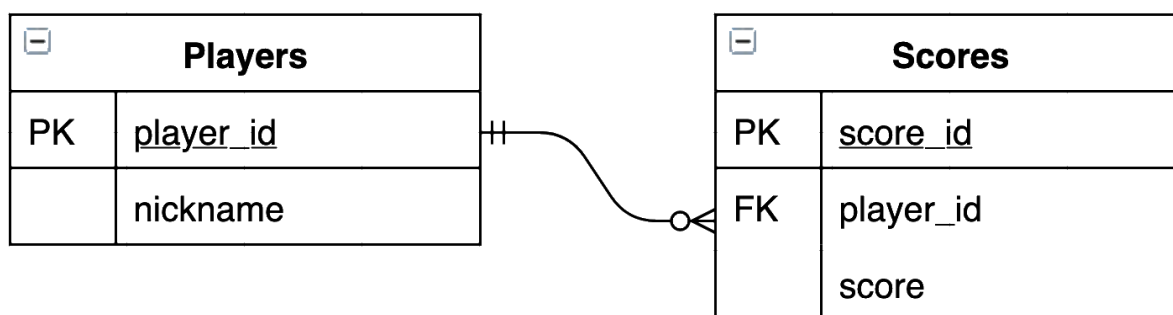 Players
PK player_id
nickname
Scores
PK score_id
FK player_id
score